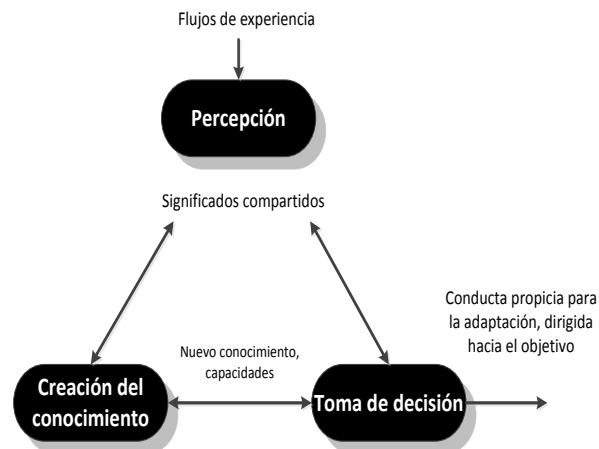 Flujos de experiencia
Percepción
Significados compartidos
Conducta propicia para
la adaptación, dirigida
hacia el objetivo
Nuevo conocimiento,
capacidades
Creación del
conocimiento
Toma de decisión